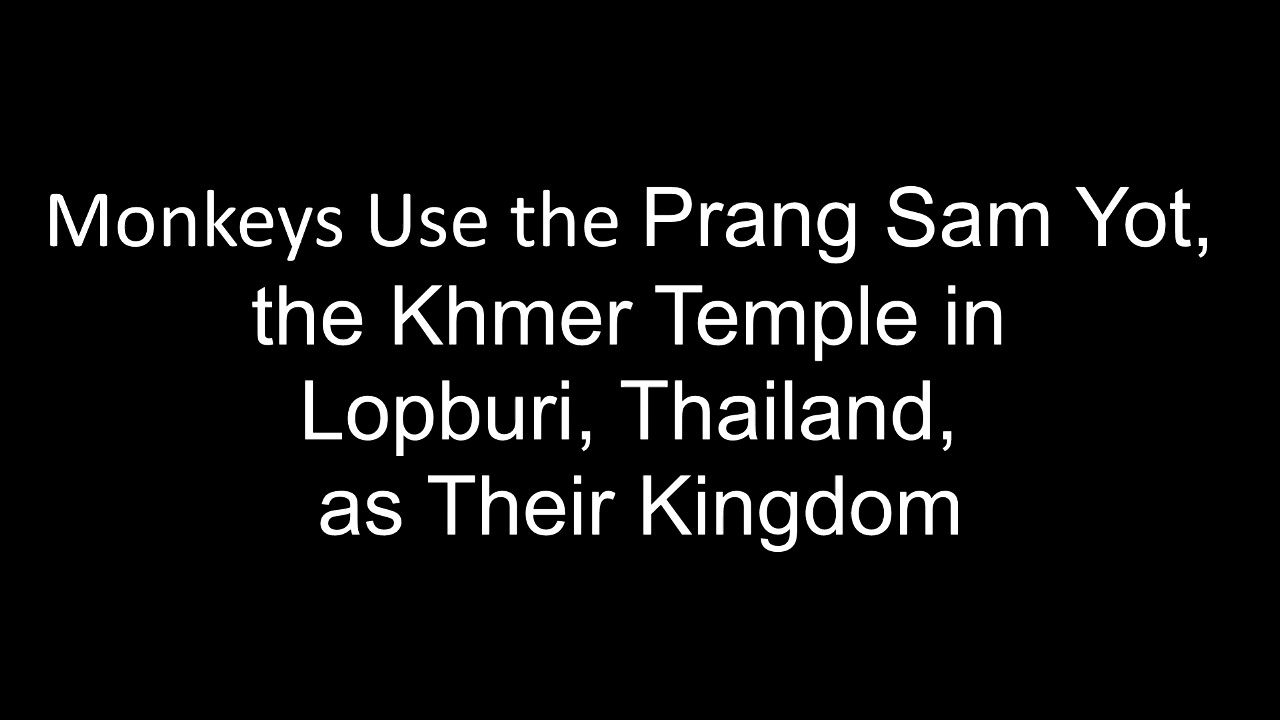 Monkeys Use the Prang Sam Yot,
the Khmer Temple in
Lopburi, Thailand,
as Their Kingdom